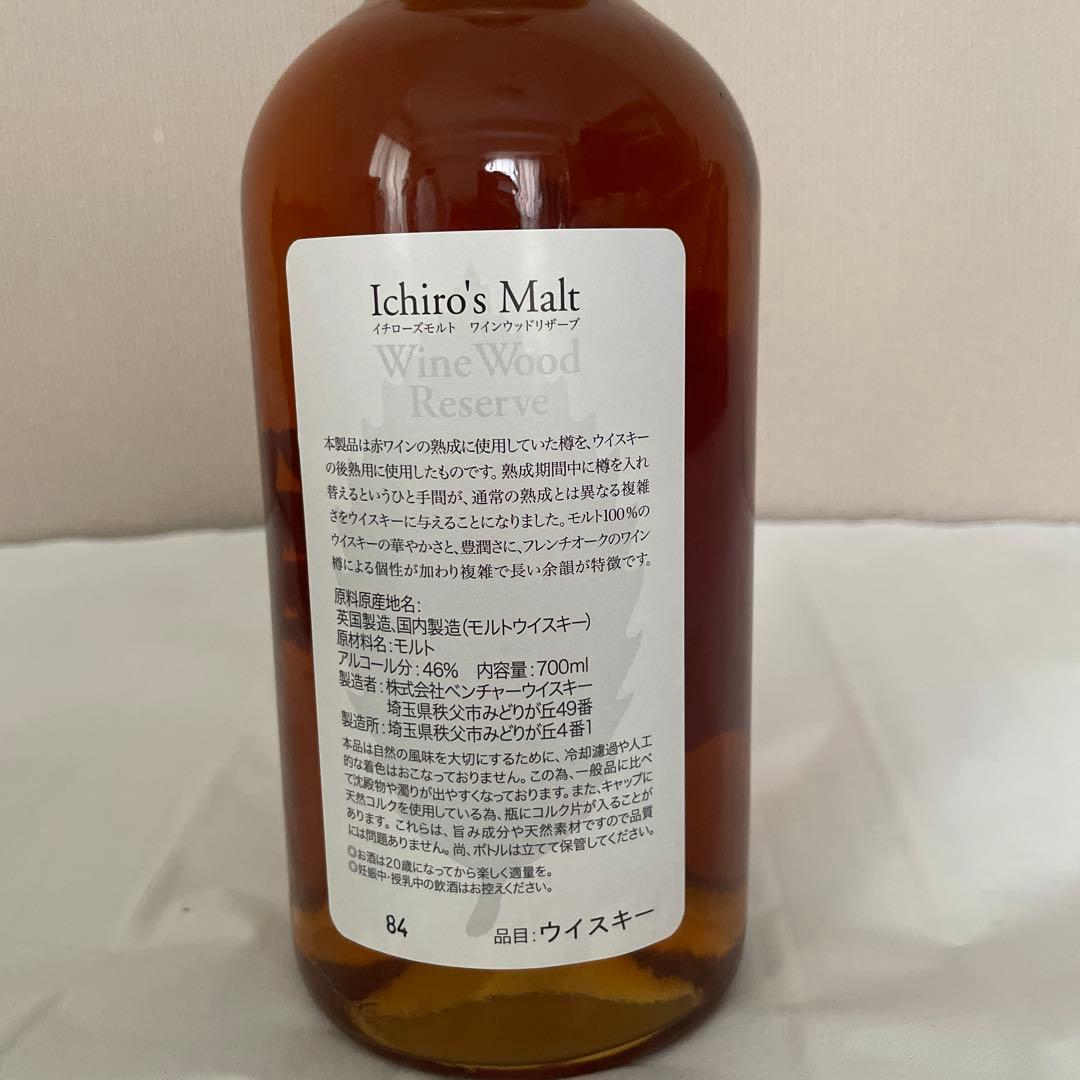 Ichiro's Malt
イチローズモルト　ワインウッドリザーブ
Wine Wood
Reserve
本製品は赤ワインの熟成に使用していた樽を、ウイスキー
の後熟用に使用したものです。熟成期間中に樽を入れ
替えるというひと手間が、通常の熟成とは異なる複雑
さをウイスキーに与えることになりました。モルト100%の
ウイスキーの華やかさと、豊潤さに、フレンチオークのワイン
樽による個性が加わり複雑で長い余韻が特徴です。
原料原産地名：
英国製造、国内製造(モルトウイスキー)
原材料名：モルト
アルコール分：46%　内容量：700ml
製造者：株式会社ベンチャーウイスキー
埼玉県秩父市みどりが丘49番
製造所：埼玉県秩父市みどりが丘4番1
本品は自然の風味を大切にするために、冷却濾過や人工
的な着色はおこなっておりません。この為、一般品に比べ
て沈殿物や濁りが出やすくなっております。また、キャップに
天然コルクを使用している為、瓶にコルク片が入ることが
あります。これらは、旨み成分や天然素材ですので品質
には問題ありません。尚、ボトルは立てて保管してください。
◎お酒は20歳になってから楽しく適量を。
◎妊娠中・授乳中の飲酒はお控えください。
84　品目：ウイスキー